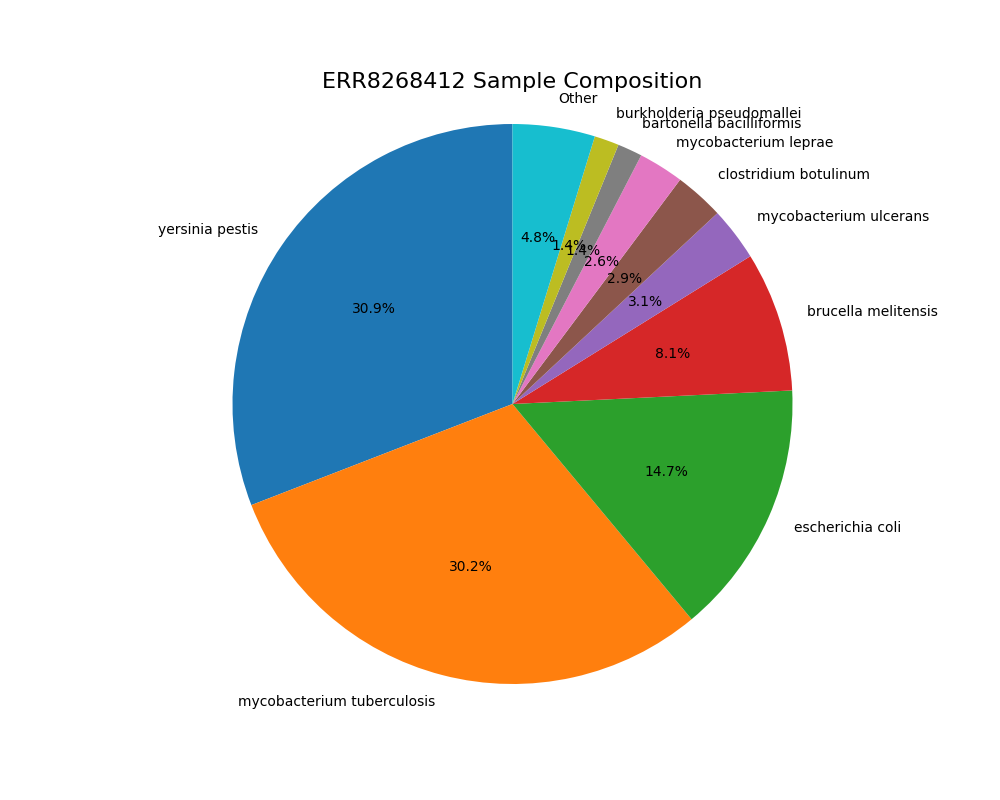 ERR8268412 Sample Composition
Other
burkholderia pseudomallei
bartonella bacilliformis
mycobacterium leprae
clostridium botulinum
mycobacterium ulcerans
yersinia pestis
brucella melitensis
escherichia coli
mycobacterium tuberculosis
4.8%
1.4%
1.4%
2.6%
2.9%
3.1%
30.9%
8.1%
14.7%
30.2%